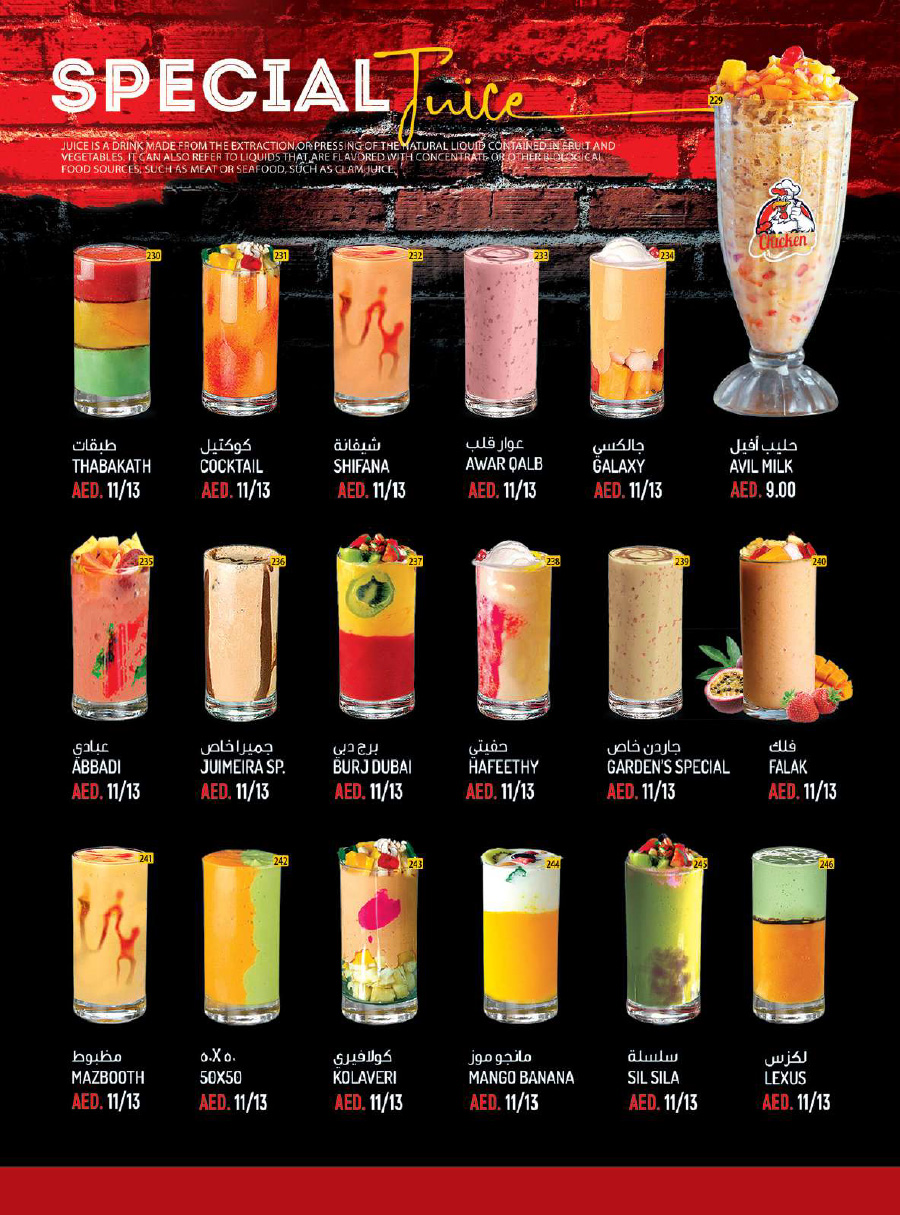 SPECIAL Juice
JUICE IS A DRINK MADE FROM THE EXTRACTION OR PRESSING OF THE NATURAL LIQUID CONTAINED IN FRUIT AND
VEGETABLES. IT CAN ALSO REFER TO LIQUIDS THAT ARE FLAVORED WITH CONCENTRATE OR OTHER BIOLOGICAL
FOOD SOURCES, SUCH AS MEAT OR SEAFOOD, SUCH AS CLAM JUICE.
229
Chicken
230
231
232
233
234
طبقات
THABAKATH
AED. 11/13
كوكتيل
COCKTAIL
AED. 11/13
شيفانة
SHIFANA
AED. 11/13
عوار قلب
AWAR QALB
AED. 11/13
جالكسي
GALAXY
AED. 11/13
حليب أفيل
AVIL MILK
AED. 9.00
235
236
237
238
239
240
عبادي
ABBADI
AED. 11/13
جميرا خاص
JUIMEIRA SP.
AED. 11/13
برج دبي
BURJ DUBAI
AED. 11/13
حفيتي
HAFEETHY
AED. 11/13
جاردن خاص
GARDEN'S SPECIAL
AED. 11/13
فلك
FALAK
AED. 11/13
241
242
243
244
245
246
مظبوط
MAZBOOTH
AED. 11/13
٥٠X٥٠
50X50
AED. 11/13
كولافيري
KOLAVERI
AED. 11/13
مانجو موز
MANGO BANANA
AED. 11/13
سلسلة
SIL SILA
AED. 11/13
لكزس
LEXUS
AED. 11/13